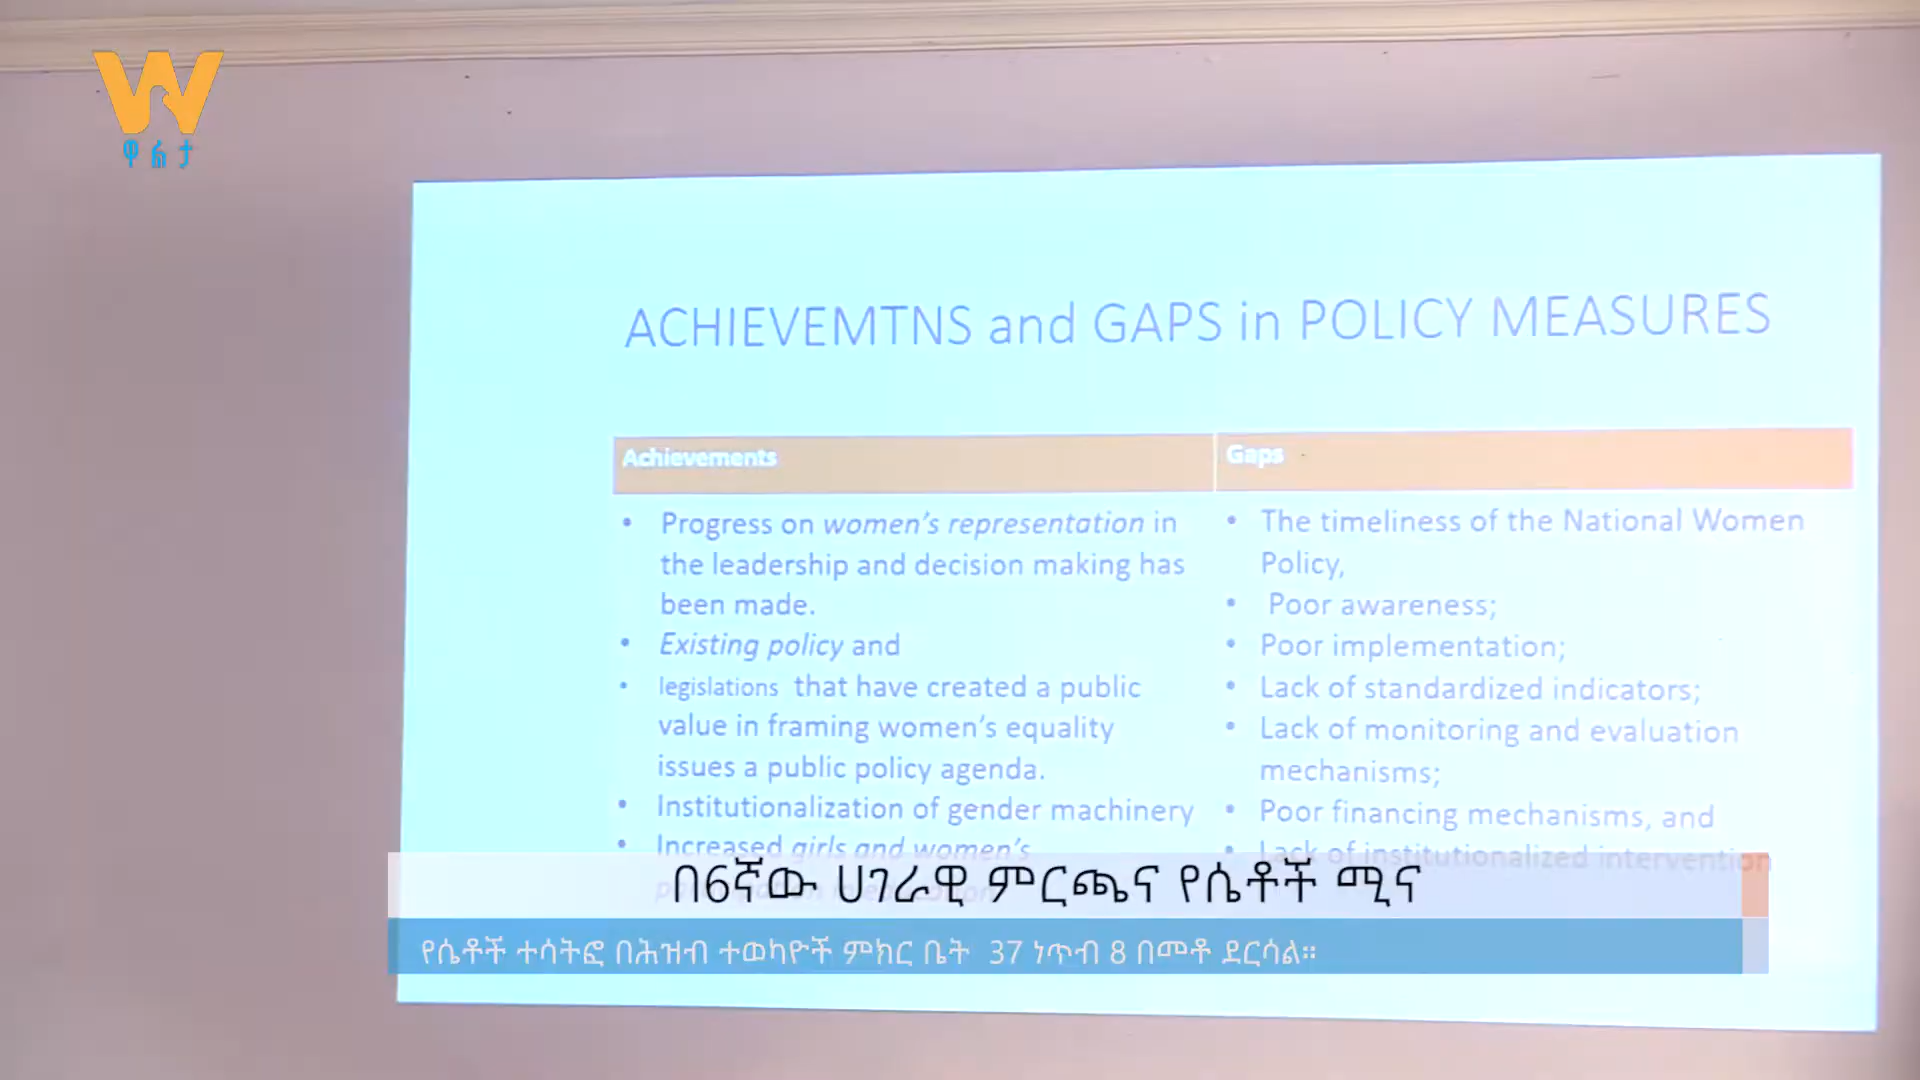 ዋልታ
ACHIEVEMTNS and GAPS in POLICY MEASURES
Achievements
• Progress on women's representation in
the leadership and decision making has
been made.
• Existing policy and
• legislations that have created a public
value in framing women's equality
issues a public policy agenda.
• Institutionalization of gender machinery
• Increased girls and women's
Gaps
• The timeliness of the National Women
Policy,
• Poor awareness;
• Poor implementation;
• Lack of standardized indicators;
• Lack of monitoring and evaluation
mechanisms;
• Poor financing mechanisms, and
• Lack of institutionalized intervention
በ6ኛው ሀገራዊ ምርጫና የሴቶች ሚና
የሴቶች ተሳትፎ በሕዝብ ተወካዮች ምክር ቤት 37 ነጥብ 8 በመቶ ደርሳል።